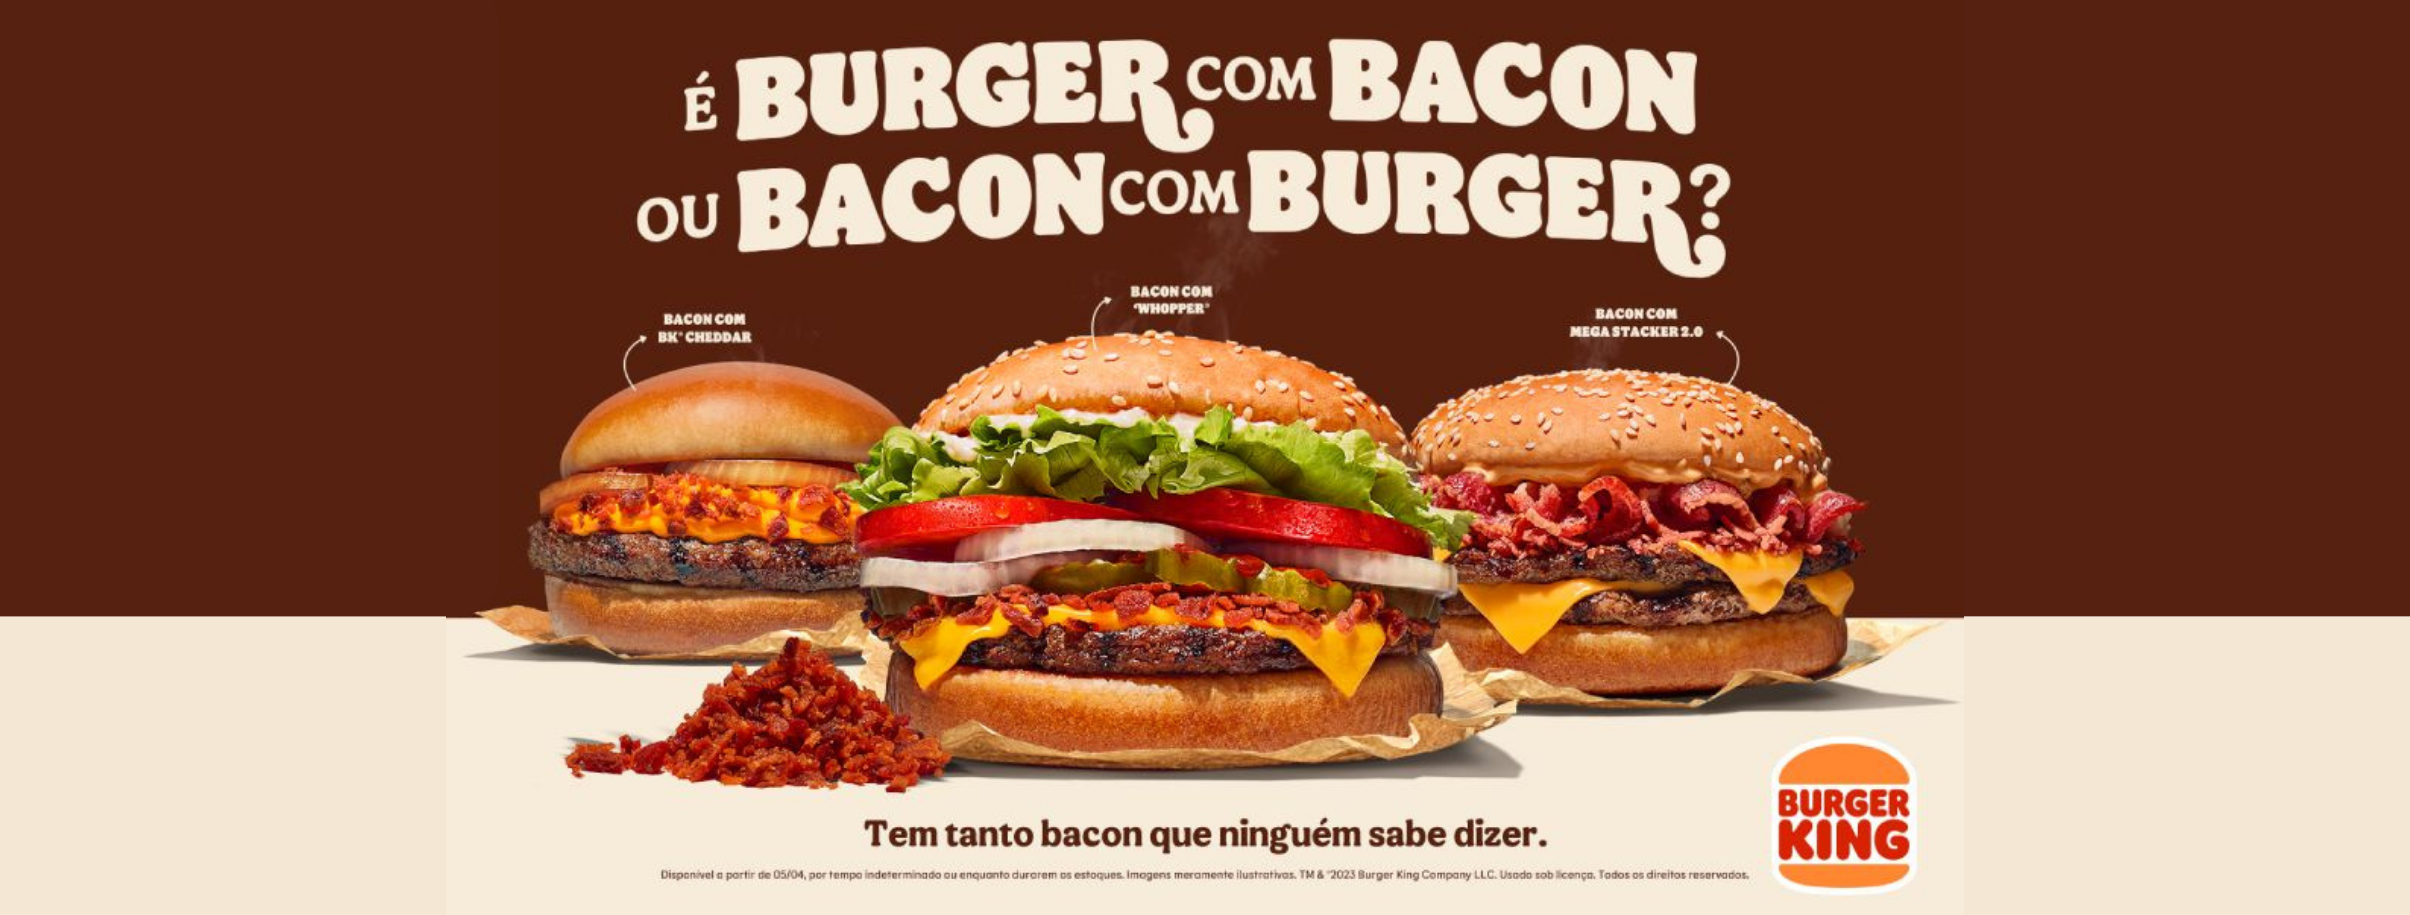 É BURGER COM BACON
OU BACON COM BURGER?
BACON COM
BK® CHEDDAR
BACON COM
WHOPPER®
BACON COM
MEGA STACKER 2.0
Tem tanto bacon que ninguém sabe dizer.
Disponível a partir de 05/04, por tempo indeterminado ou enquanto durarem os estoques. Imagens meramente ilustrativas. TM & ©2023 Burger King Company LLC. Usado sob licença. Todos os direitos reservados.
BURGER
KING